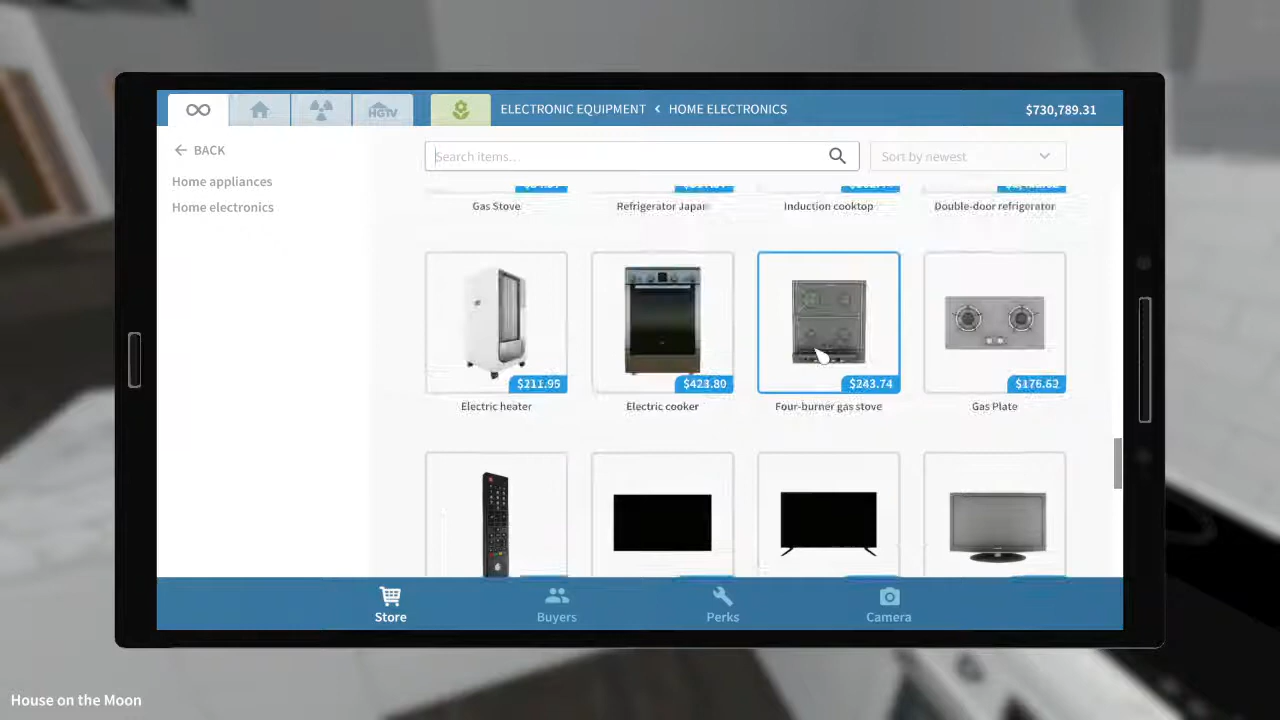 HGTV
ELECTRONIC EQUIPMENT < HOME ELECTRONICS
$730,789.31
BACK
Search items...
Sort by newest
Home appliances
Home electronics
Gas Stove
Refrigerator Japan
Induction cooktop
Double-door refrigerator
$211.95
$423.80
$243.74
$176.62
Electric heater
Electric cooker
Four-burner gas stove
Gas Plate
Store
Buyers
Perks
Camera
House on the Moon